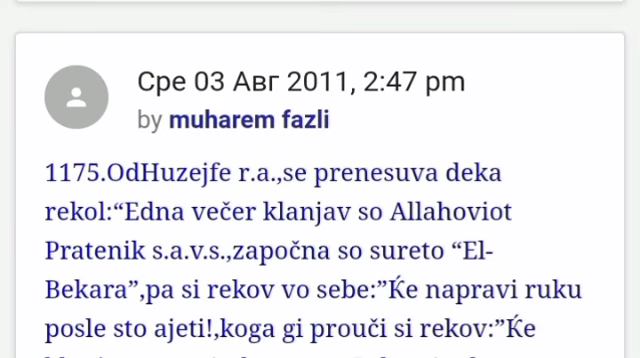 Сре 03 Авг 2011, 2:47 pm
by muharem fazli
1175.OdHuzejfe r.a.,se prenesuva deka
rekol:“Edna večer klanjav so Allahoviot
Pratenik s.a.v.s.,započna so sureto “El-
Bekara”,pa si rekov vo sebe:”Ḱe napravi ruku
posle sto ajeti!,koga gi prouči si rekov:”Ḱe